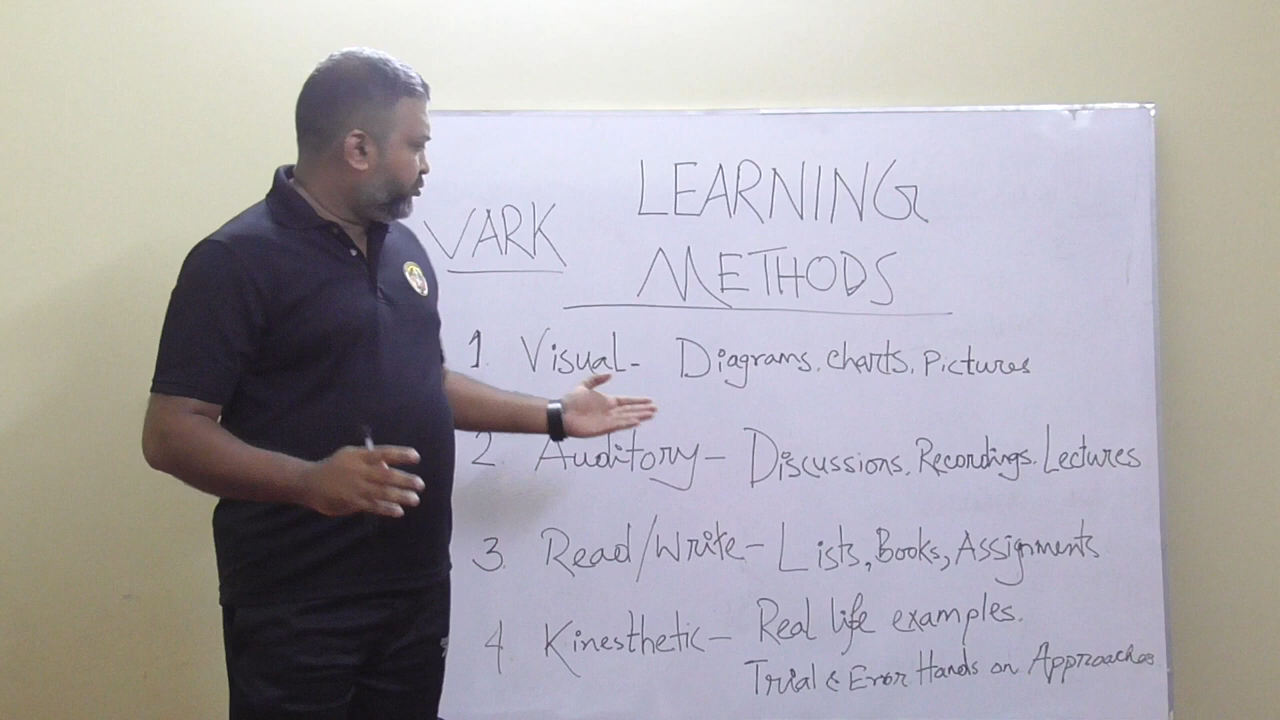 LEARNING
VARK METHODS
1. Visual - Diagrams, charts, Pictures
2 Auditory - Discussions, Recordings, Lectures
3. Read/Write - Lists, Books, Assignments
4 Kinesthetic - Real life examples.
Trial & Error Hands on Approaches